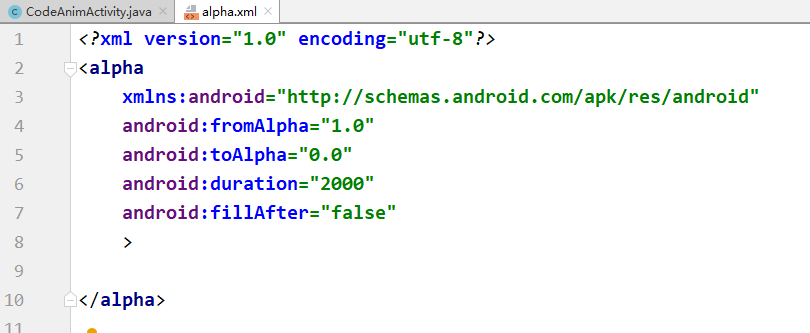 CodeAnimActivity.java alpha.xml
1 <?xml version="1.0" encoding="utf-8"?>
2 <alpha
3 xmlns:android="http://schemas.android.com/apk/res/android"
4 android:fromAlpha="1.0"
5 android:toAlpha="0.0"
6 android:duration="2000"
7 android:fillAfter="false"
8 >
9
10 </alpha>
11